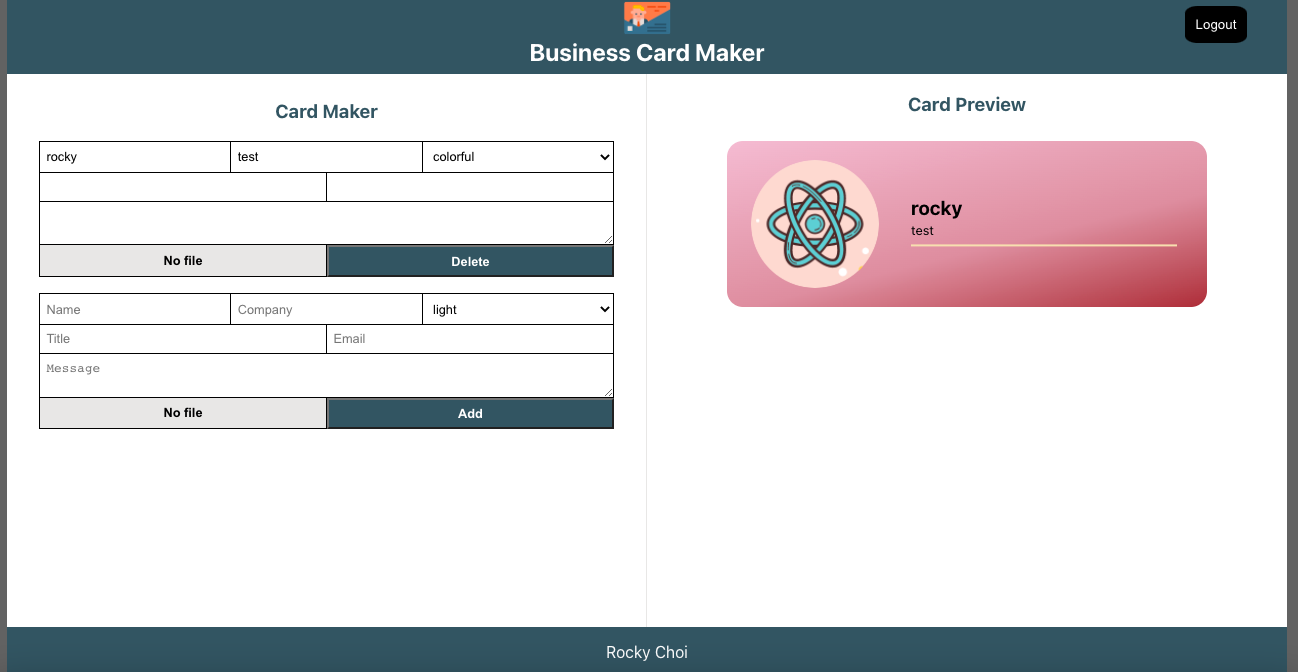 Logout
Business Card Maker
Card Maker
rocky test colorful
No file Delete
Name Company light
Title Email
Message
No file Add
Card Preview
rocky
test
Rocky Choi